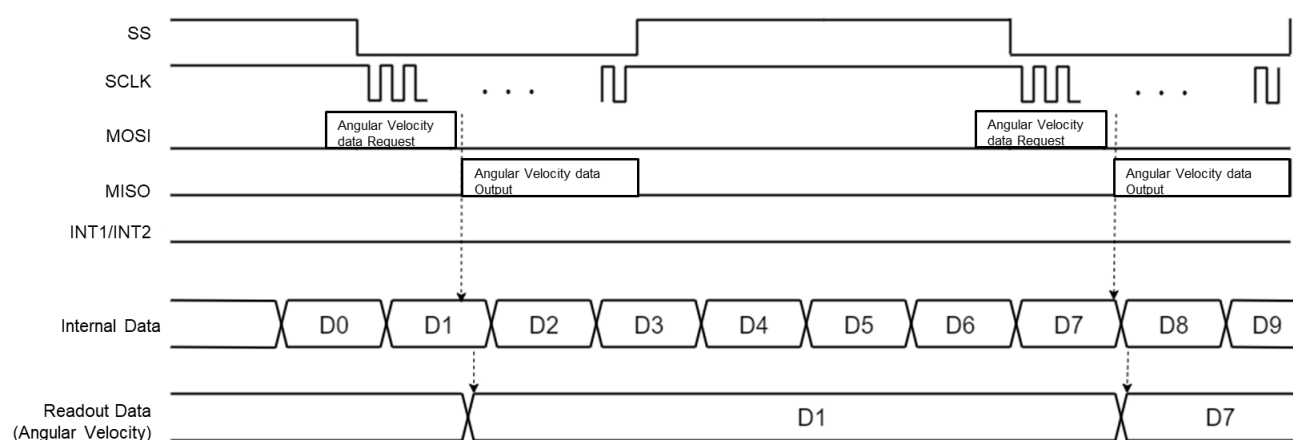 SS
SCLK
. . .
. . .
MOSI
Angular Velocity
data Request
Angular Velocity
data Request
MISO
Angular Velocity data
Output
Angular Velocity data
Output
INT1/INT2
Internal Data
D0
D1
D2
D3
D4
D5
D6
D7
D8
D9
Readout Data
(Angular Velocity)
D1
D7